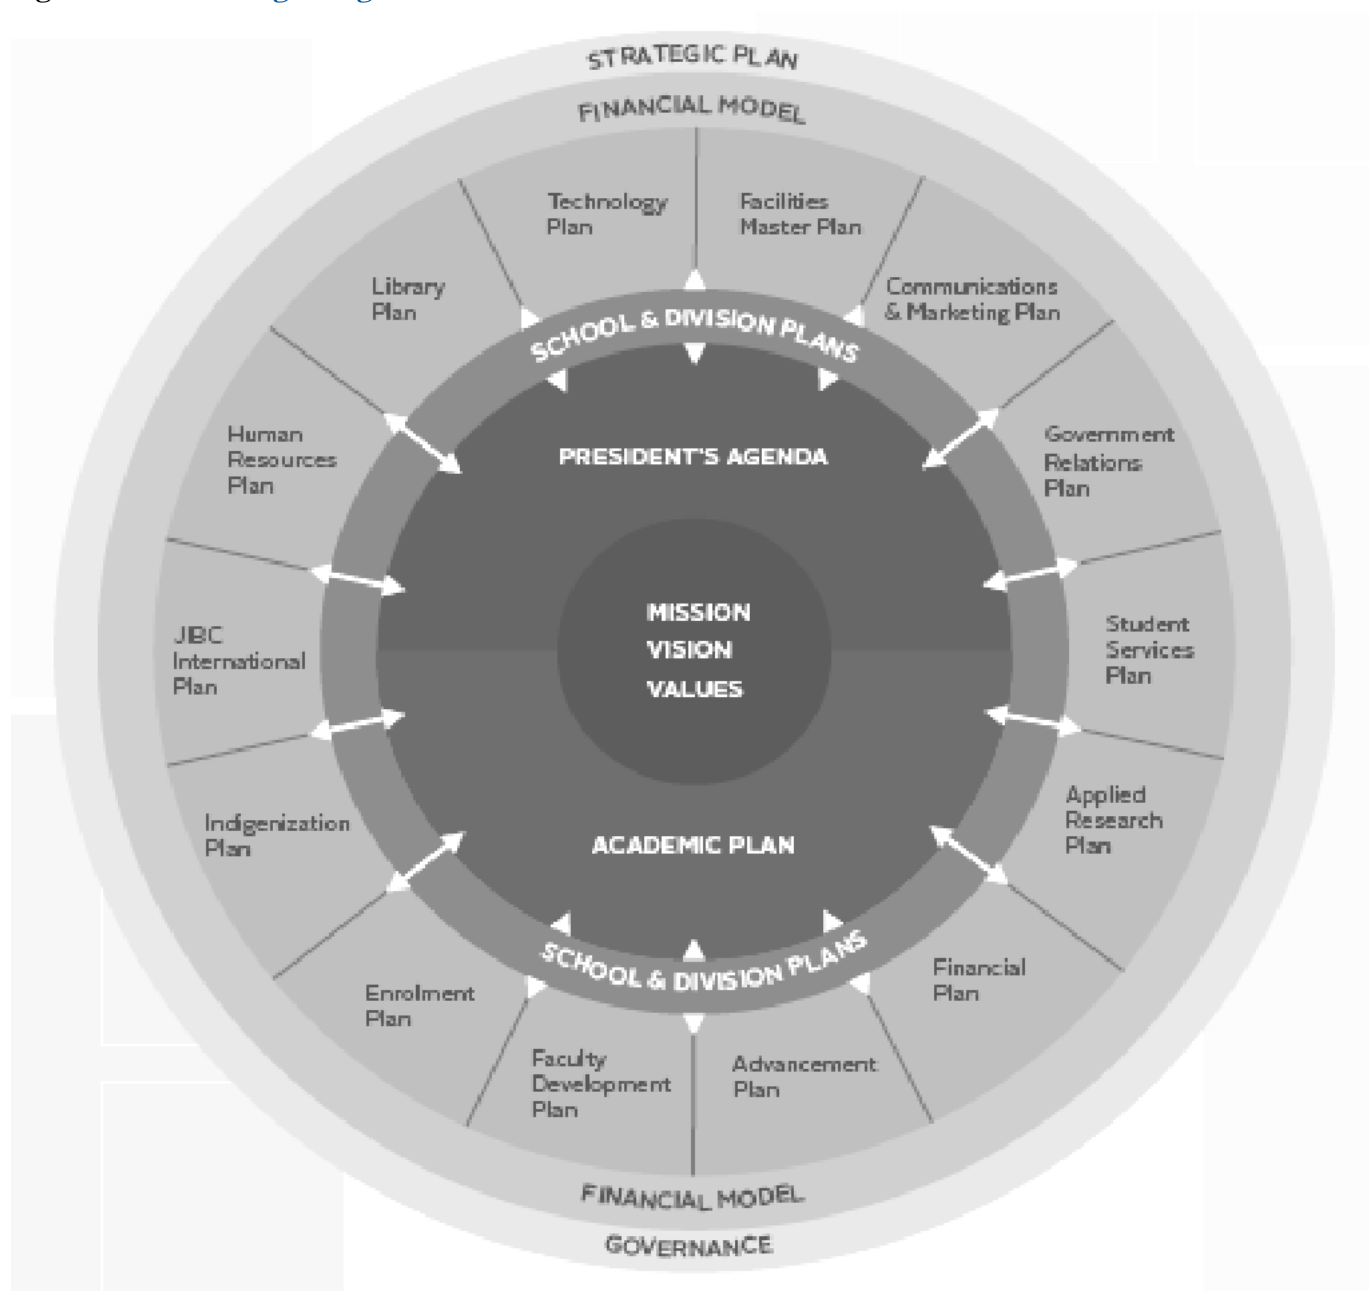 STRATEGIC PLAN
FINANCIAL MODEL
Technology
Plan
Facilities
Master Plan
Library
Plan
Communications
& Marketing Plan
SCHOOL & DIVISION PLANS
Human
Resources
Plan
PRESIDENT'S AGENDA
Government
Relations
Plan
JIBC
International
Plan
MISSION
VISION
VALUES
Student
Services
Plan
Indigenization
Plan
ACADEMIC PLAN
Applied
Research
Plan
SCHOOL & DIVISION PLANS
Enrolment
Plan
Financial
Plan
Faculty
Development
Plan
Advancement
Plan
FINANCIAL MODEL
GOVERNANCE